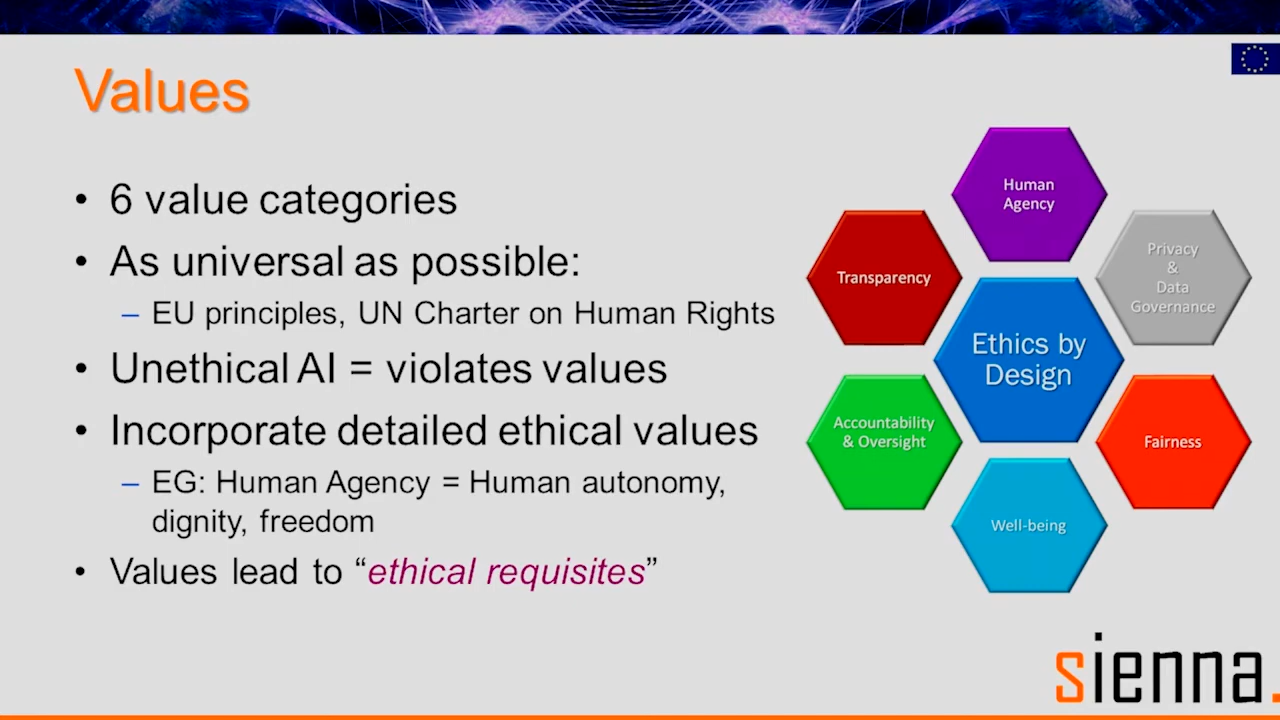 Values
• 6 value categories
• As universal as possible:
– EU principles, UN Charter on Human Rights
• Unethical AI = violates values
• Incorporate detailed ethical values
– EG: Human Agency = Human autonomy,
dignity, freedom
• Values lead to “ethical requisites”
Human
Agency
Transparency
Privacy
&
Data
Governance
Ethics by
Design
Accountability
& Oversight
Fairness
Well-being
sienna.